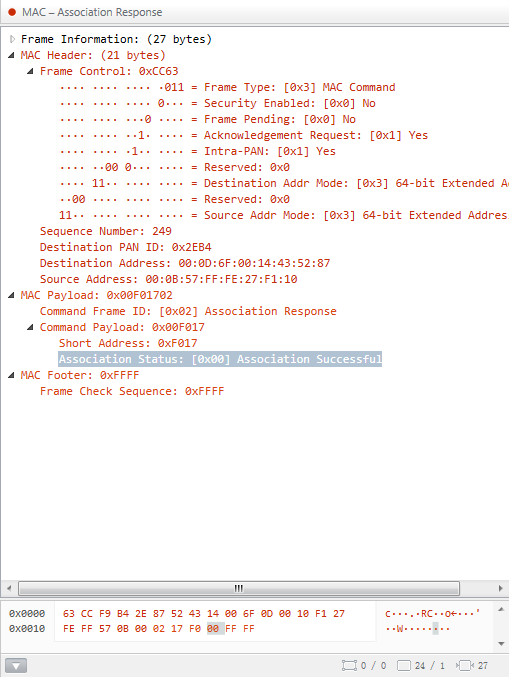 MAC – Association Response
Frame Information: (27 bytes)
MAC Header: (21 bytes)
Frame Control: 0xCC63
···· ···· ···· ·011 = Frame Type: [0x3] MAC Command
···· ···· ···· 0··· = Security Enabled: [0x0] No
···· ···· ···0 ···· = Frame Pending: [0x0] No
···· ···· ··1· ···· = Acknowledgement Request: [0x1] Yes
···· ···· ·1·· ···· = Intra-PAN: [0x1] Yes
···· ··00 0··· ···· = Reserved: 0x0
···· 11·· ···· ···· = Destination Addr Mode: [0x3] 64-bit Extended A
··00 ···· ···· ···· = Reserved: 0x0
11·· ···· ···· ···· = Source Addr Mode: [0x3] 64-bit Extended Addres
Sequence Number: 249
Destination PAN ID: 0x2EB4
Destination Address: 00:0D:6F:00:14:43:52:87
Source Address: 00:0B:57:FF:FE:27:F1:10
MAC Payload: 0x00F01702
Command Frame ID: [0x02] Association Response
Command Payload: 0x00F017
Short Address: 0xF017
Association Status: [0x00] Association Successful
MAC Footer: 0xFFFF
Frame Check Sequence: 0xFFFF
0x0000 63 CC F9 B4 2E 87 52 43 14 00 6F 0D 00 10 F1 27 c···.·RC··o←···'
0x0010 FE FF 57 0B 00 02 17 F0 00 FF FF ··W········
0 / 0 24 / 1 27